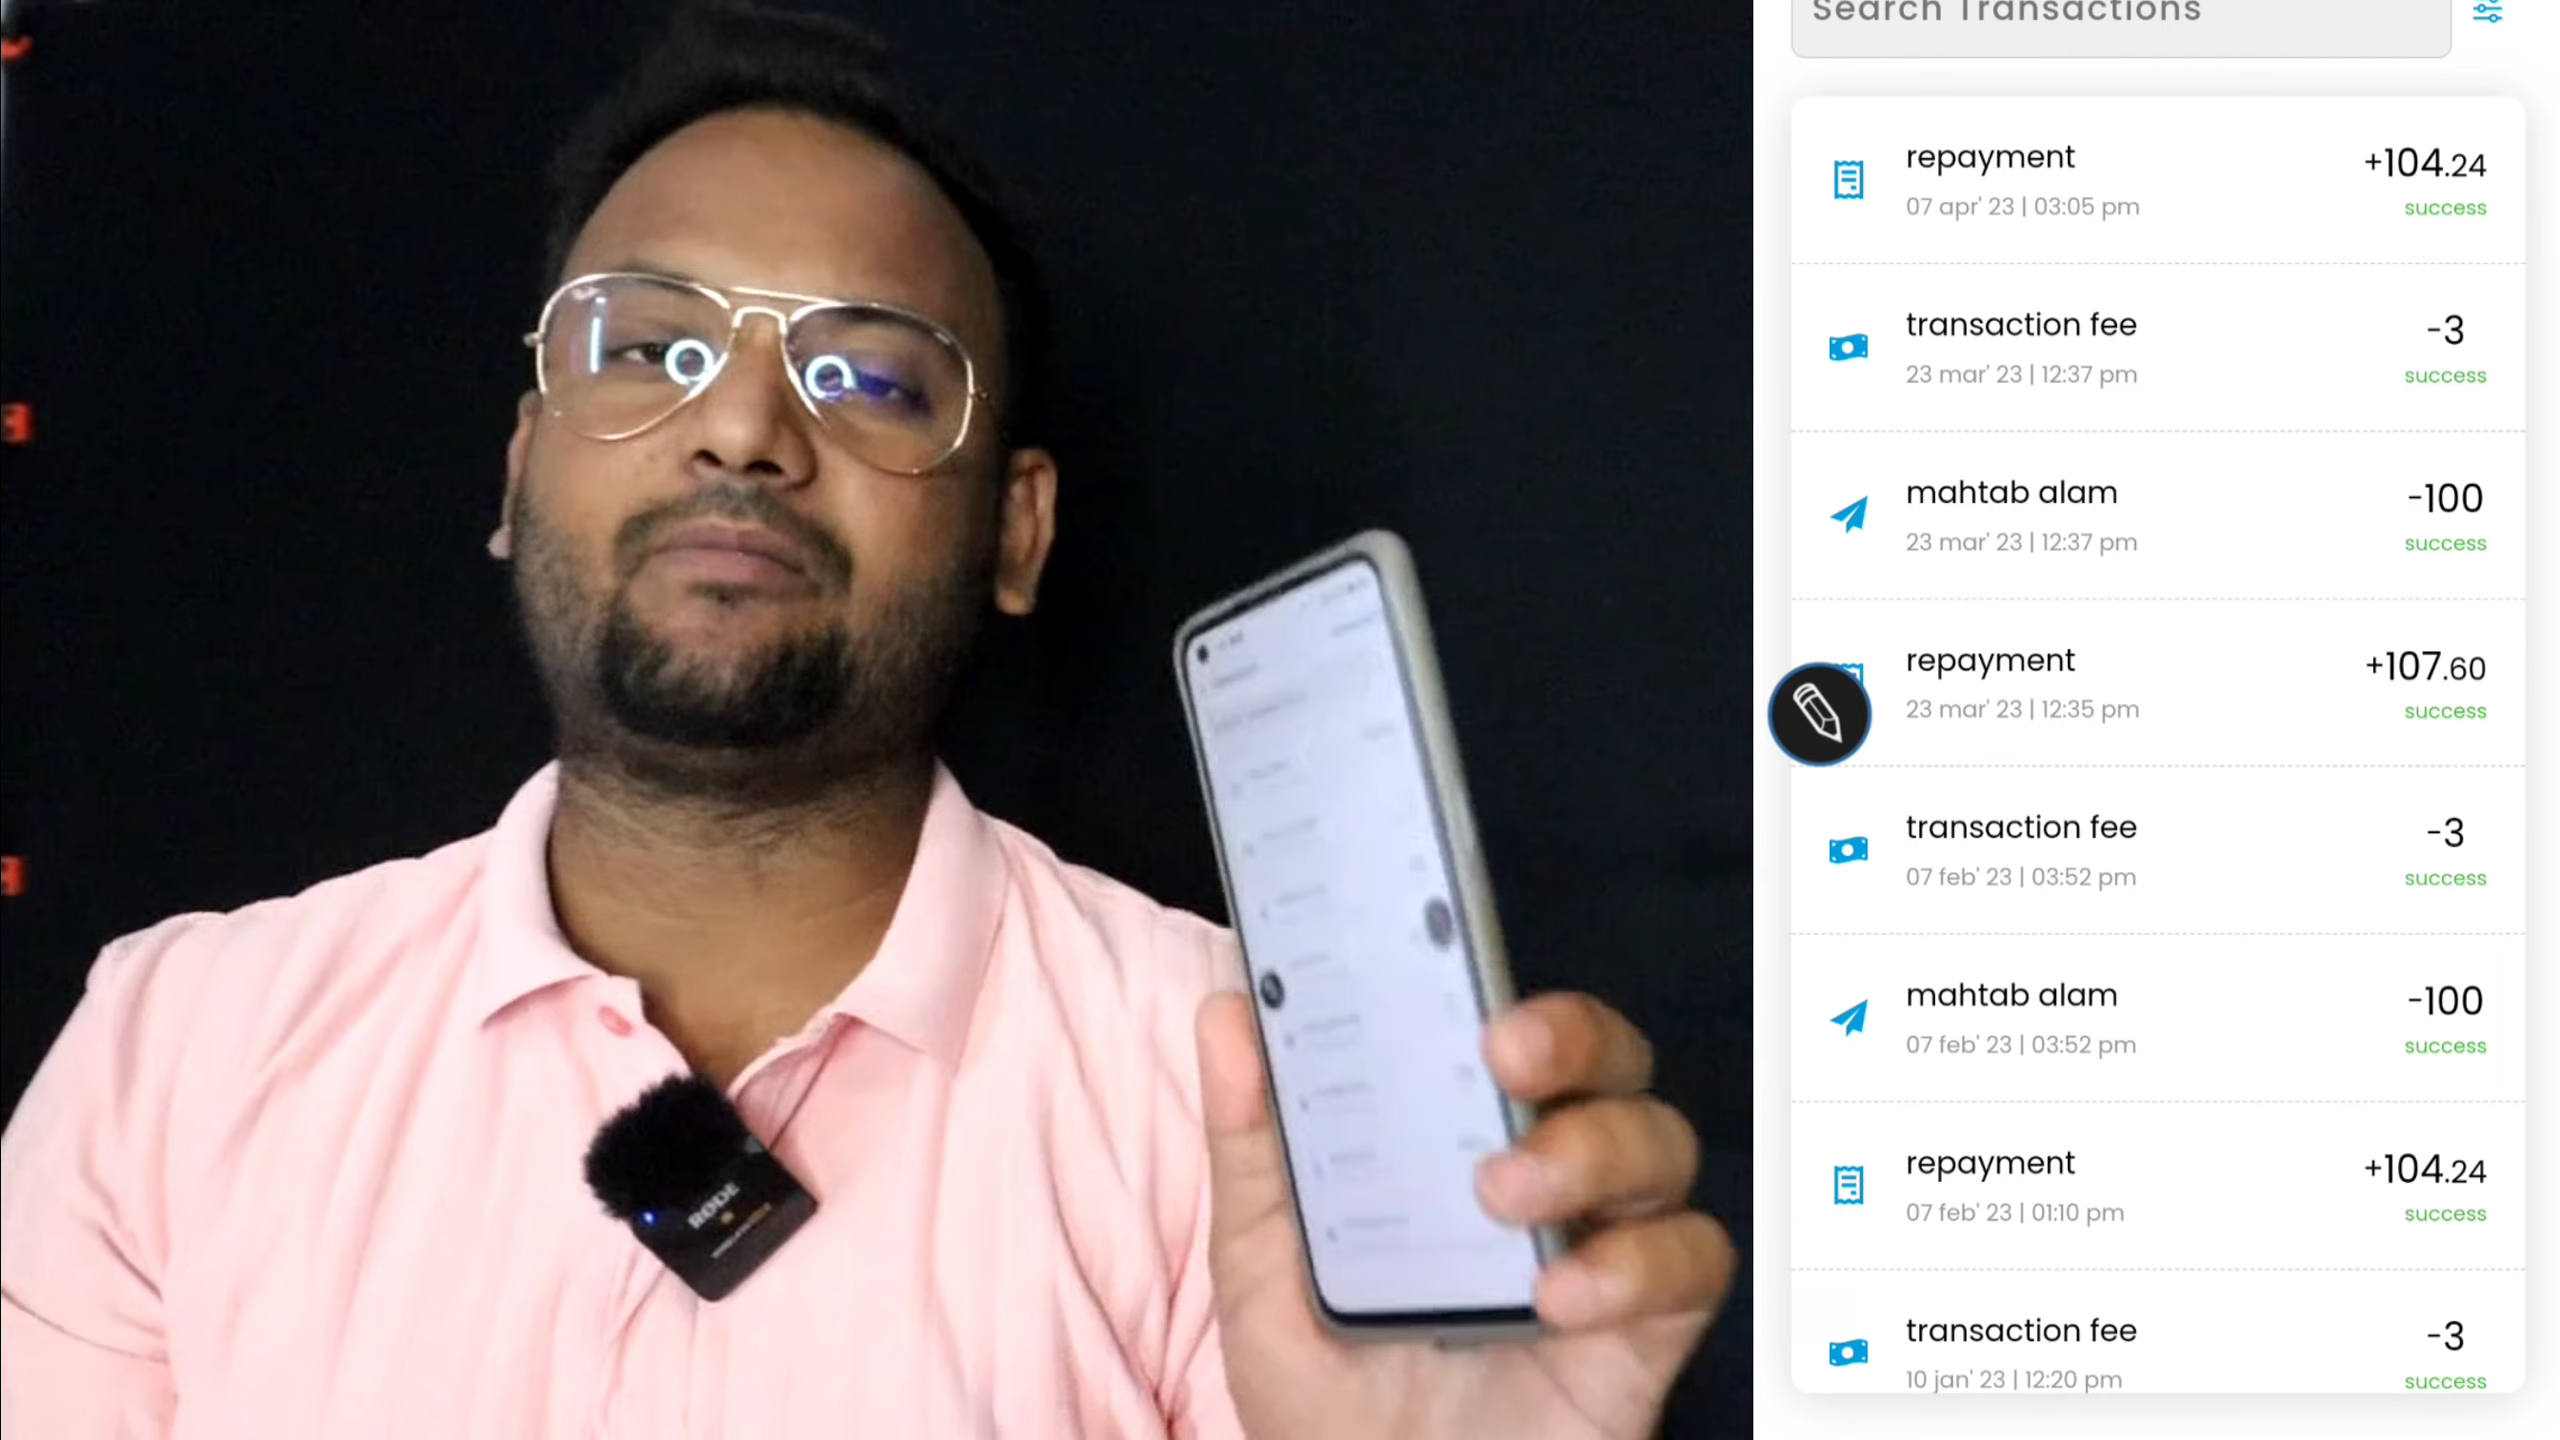 Search Transactions
repayment
+104.24
07 apr' 23 | 03:05 pm
success
transaction fee
-3
23 mar' 23 | 12:37 pm
success
mahtab alam
-100
23 mar' 23 | 12:37 pm
success
repayment
+107.60
23 mar' 23 | 12:35 pm
success
transaction fee
-3
07 feb' 23 | 03:52 pm
success
mahtab alam
-100
07 feb' 23 | 03:52 pm
success
repayment
+104.24
07 feb' 23 | 01:10 pm
success
transaction fee
-3
10 jan' 23 | 12:20 pm
success
RØDE